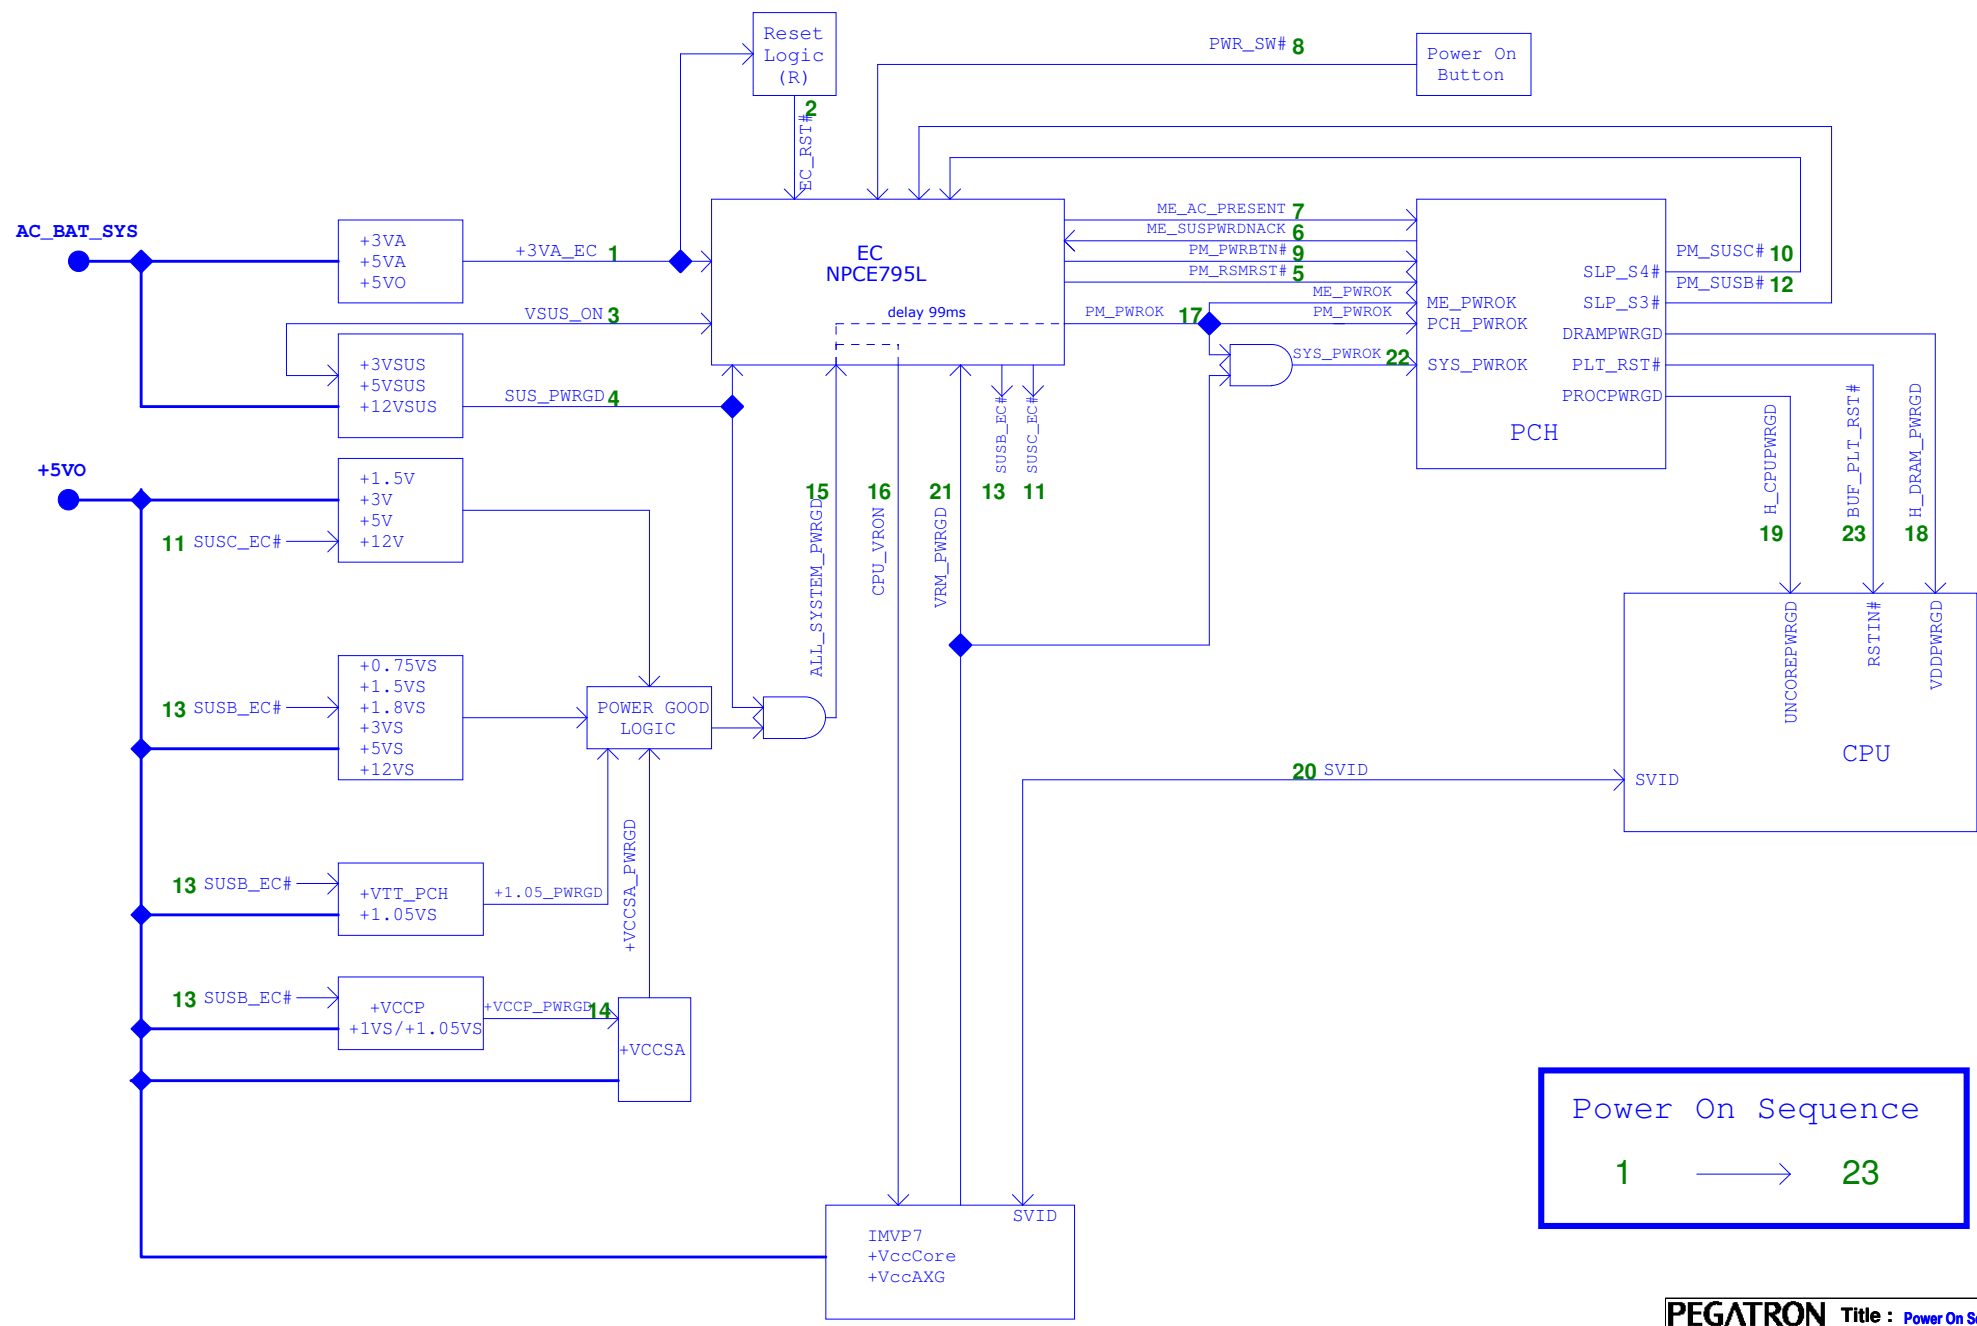 Reset
Logic
(R)
2
EC_RST#
PWR_SW# 8
Power On
Button
AC_BAT_SYS
+3VA
+5VA
+5VO
+3VA_EC 1
VSUS_ON 3
+3VSUS
+5VSUS
+12VSUS
SUS_PWRGD 4
EC
NPCE795L
delay 99ms
ME_AC_PRESENT 7
ME_SUSPWRDNACK 6
PM_PWRBTN# 9
PM_RSMRST# 5
ME_PWROK
PM_PWROK 17
PM_PWROK
SYS_PWROK 22
ME_PWROK
PCH_PWROK
SYS_PWROK
SLP_S4#
SLP_S3#
DRAMPWRGD
PLT_RST#
PROCPWRGD
PCH
PM_SUSC# 10
PM_SUSB# 12
+5VO
+1.5V
+3V
+5V
+12V
11 SUSC_EC#
15
ALL_SYSTEM_PWRGD
16
CPU_VRON
21
VRM_PWRGD
SUSB_EC#
13
SUSC_EC#
11
H_CPUPWRGD
19
BUF_PLT_RST#
23
H_DRAM_PWRGD
18
UNCOREPWRGD
RSTIN#
VDDPWRGD
CPU
SVID
20 SVID
+0.75VS
+1.5VS
+1.8VS
+3VS
+5VS
+12VS
13 SUSB_EC#
POWER GOOD
LOGIC
13 SUSB_EC#
+VTT_PCH
+1.05VS
+1.05_PWRGD
+VCCSA_PWRGD
13 SUSB_EC#
+VCCP
+1VS/+1.05VS
+VCCP_PWRGD 14
+VCCSA
SVID
IMVP7
+VccCore
+VccAXG
Power On Sequence
1 23
PEGATRON Title : Power On S